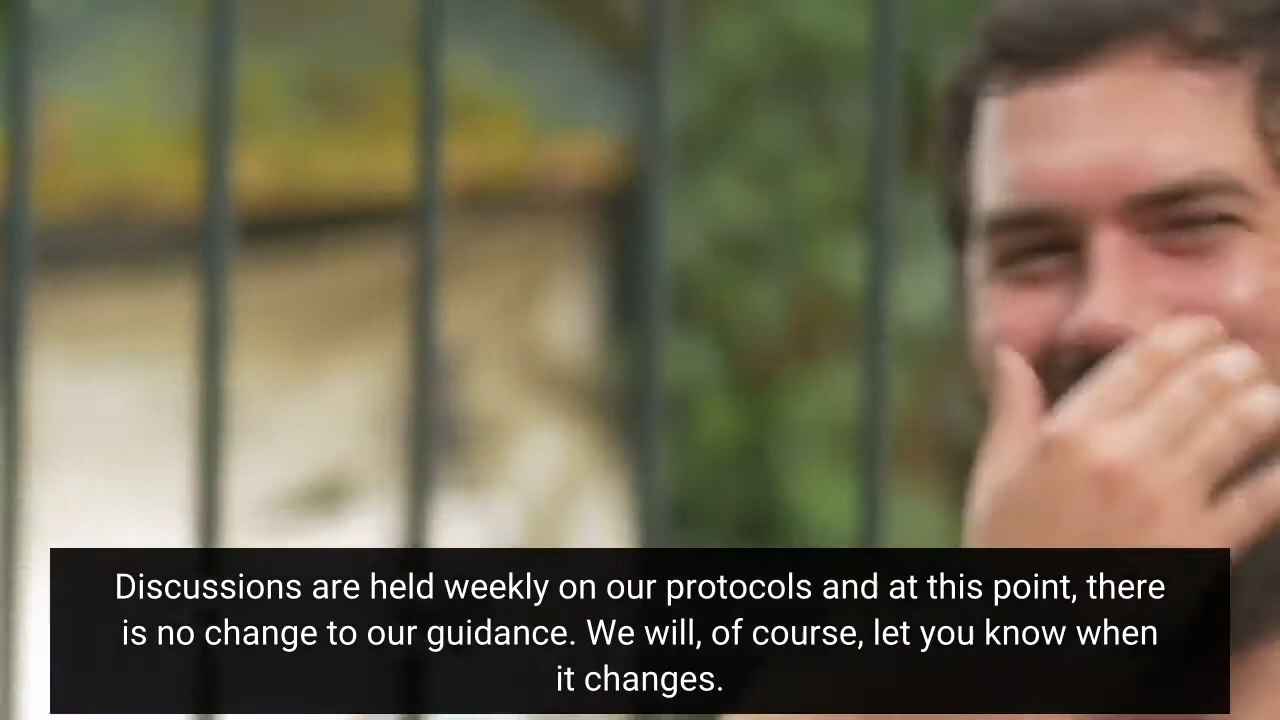 Discussions are held weekly on our protocols and at this point, there
is no change to our guidance. We will, of course, let you know when
it changes.